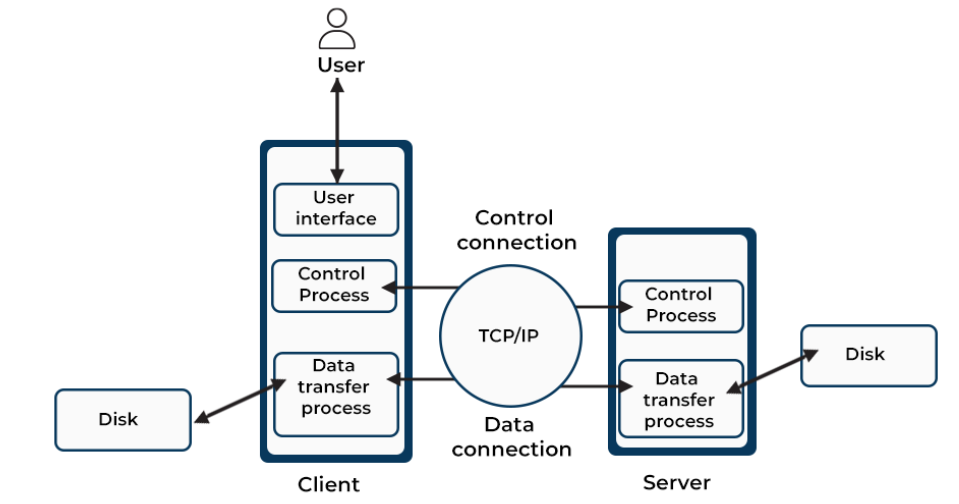 User
User
interface
Control
Process
Data
transfer
process
Disk
Client
Control
connection
TCP/IP
Data
connection
Control
Process
Data
transfer
process
Disk
Server